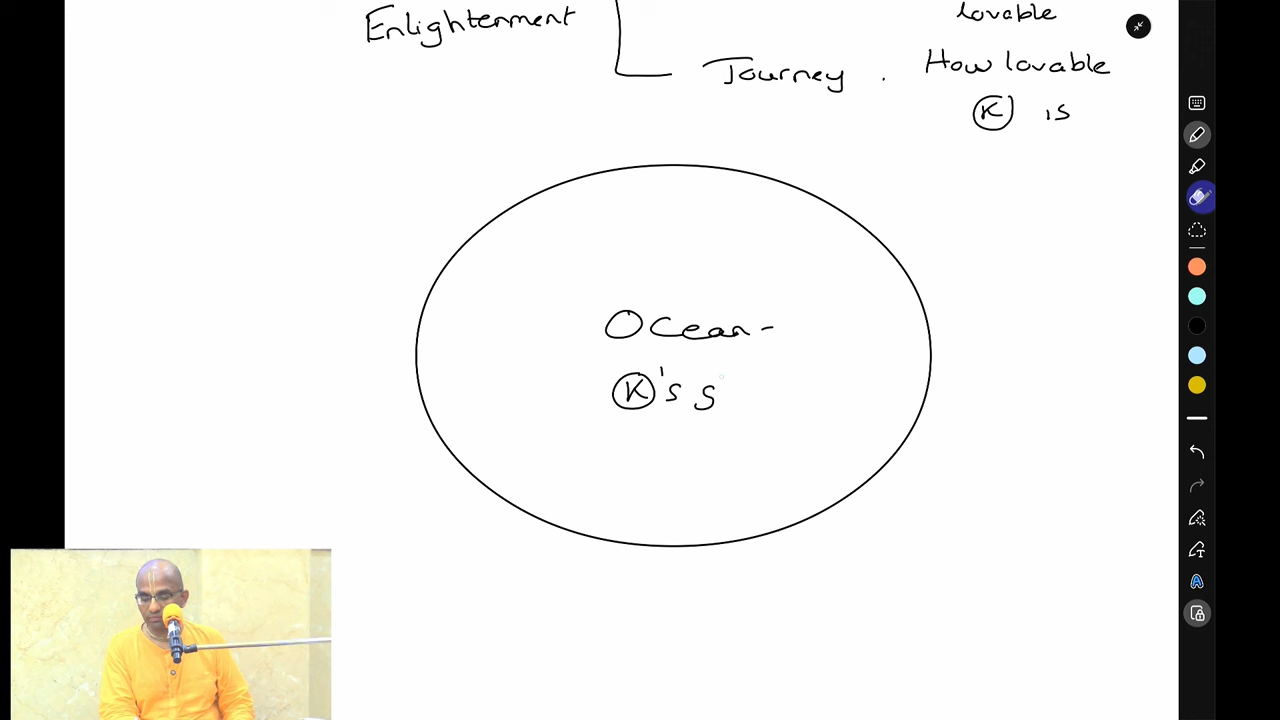 lovable
Enlightenment
Journey . How lovable
K is
Ocean -
K's s